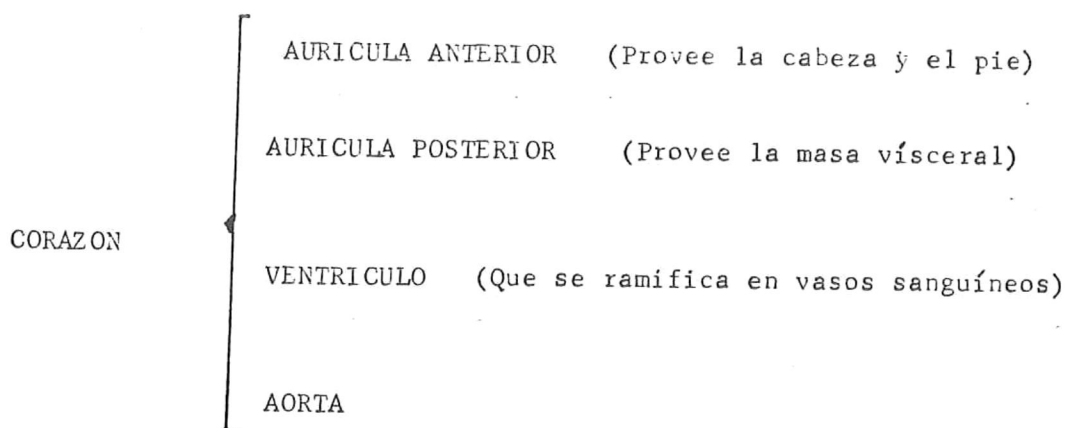 AURICULA ANTERIOR (Provee la cabeza y el pie)
AURICULA POSTERIOR (Provee la masa vísceral)
CORAZON
VENTRICULO (Que se ramifica en vasos sanguíneos)
AORTA